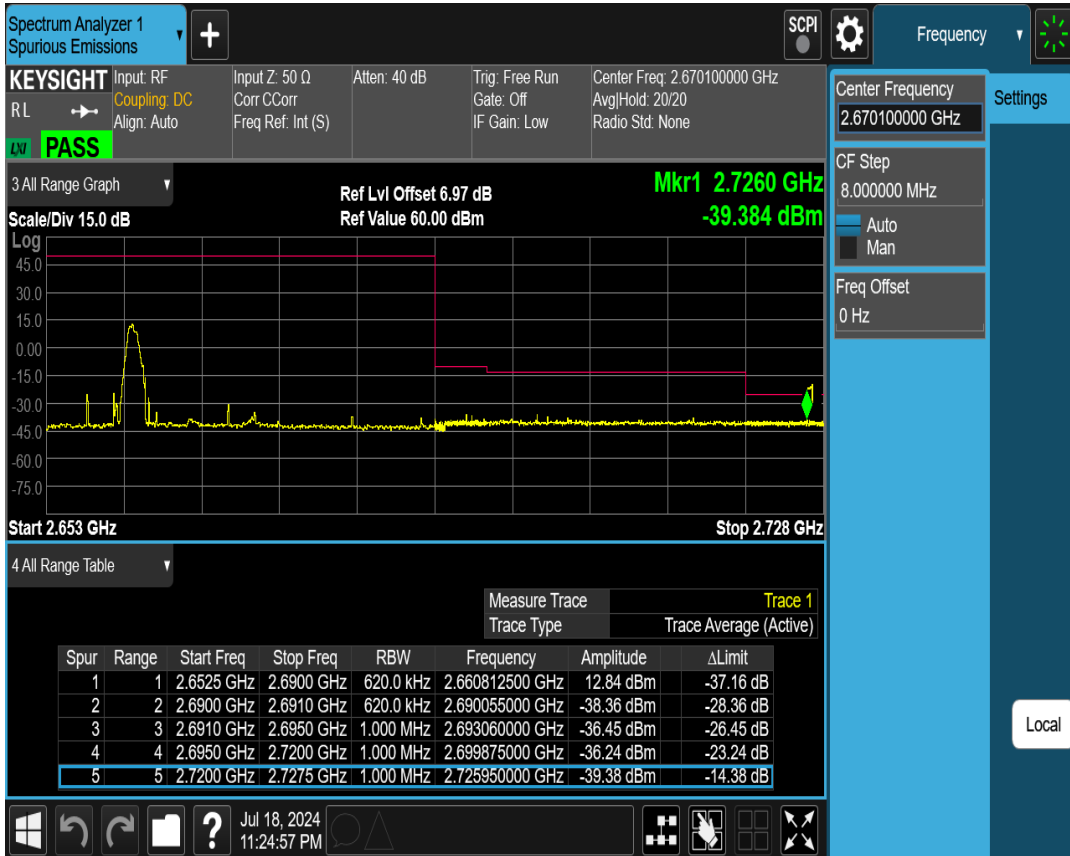 Spectrum Analyzer 1
Spurious Emissions
+
SCPI
Frequency
KEYSIGHT
RL
LXI
PASS
Input: RF
Coupling: DC
Align: Auto
Input Z: 50 Ω
Corr CCorr
Freq Ref: Int (S)
Atten: 40 dB
Trig: Free Run
Gate: Off
IF Gain: Low
Center Freq: 2.670100000 GHz
Avg|Hold: 20/20
Radio Std: None
Center Frequency
2.670100000 GHz
Settings
CF Step
8.000000 MHz
Auto
Man
Freq Offset
0 Hz
3 All Range Graph
Scale/Div 15.0 dB
Ref Lvl Offset 6.97 dB
Ref Value 60.00 dBm
Mkr1 2.7260 GHz
-39.384 dBm
Log
45.0
30.0
15.0
0.00
-15.0
-30.0
-45.0
-60.0
-75.0
Start 2.653 GHz
Stop 2.728 GHz
4 All Range Table
Measure Trace Trace 1
Trace Type Trace Average (Active)
Spur Range Start Freq Stop Freq RBW Frequency Amplitude ΔLimit
1 1 2.6525 GHz 2.6900 GHz 620.0 kHz 2.660812500 GHz 12.84 dBm -37.16 dB
2 2 2.6900 GHz 2.6910 GHz 620.0 kHz 2.690055000 GHz -38.36 dBm -28.36 dB
3 3 2.6910 GHz 2.6950 GHz 1.000 MHz 2.693060000 GHz -36.45 dBm -26.45 dB
4 4 2.6950 GHz 2.7200 GHz 1.000 MHz 2.699875000 GHz -36.24 dBm -23.24 dB
5 5 2.7200 GHz 2.7275 GHz 1.000 MHz 2.725950000 GHz -39.38 dBm -14.38 dB
Local
?
Jul 18, 2024
11:24:57 PM